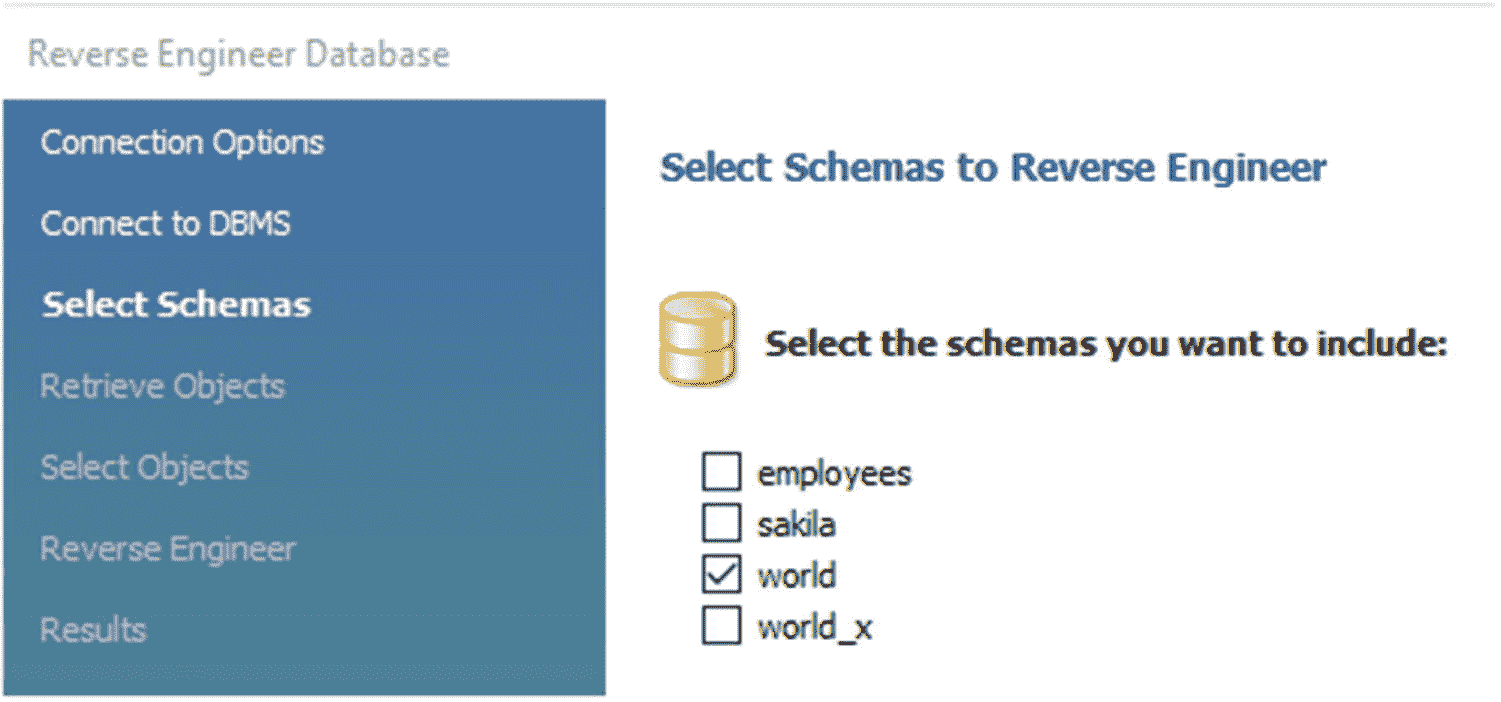 Reverse Engineer Database
Connection Options
Connect to DBMS
Select Schemas
Retrieve Objects
Select Objects
Reverse Engineer
Results
Select Schemas to Reverse Engineer
Select the schemas you want to include:
employees
sakila
world
world_x